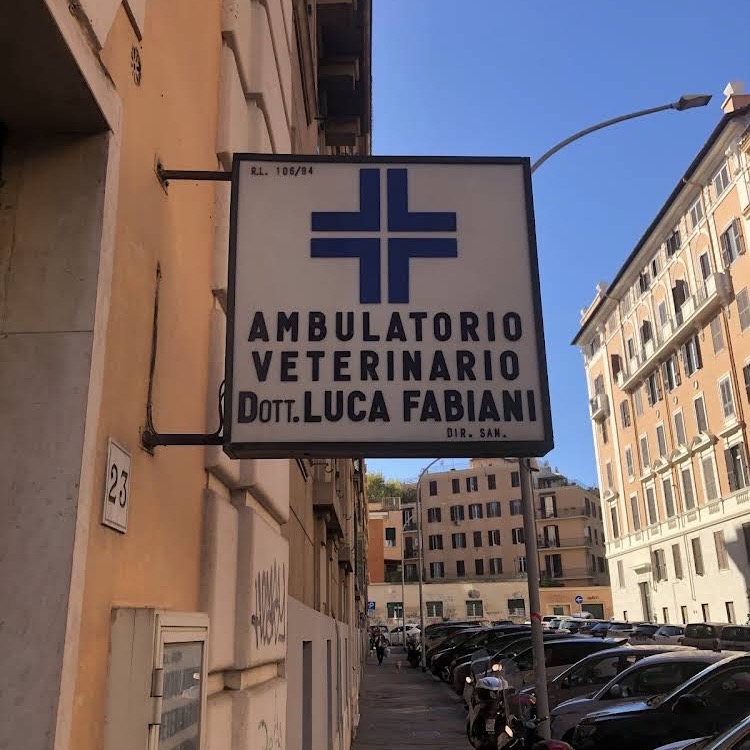 R.L. 106/94
AMBULATORIO
VETERINARIO
DOTT. LUCA FABIANI
DIR. SAN.
23